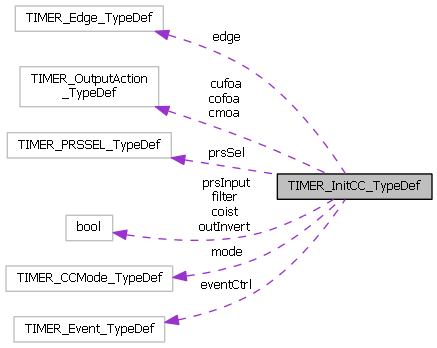 TIMER_Edge_TypeDef
edge
TIMER_OutputAction
_TypeDef
cufoa
cofoa
cmoa
TIMER_PRSSEL_TypeDef
prsSel
TIMER_InitCC_TypeDef
prsInput
filter
coist
outInvert
bool
mode
TIMER_CCMode_TypeDef
eventCtrl
TIMER_Event_TypeDef